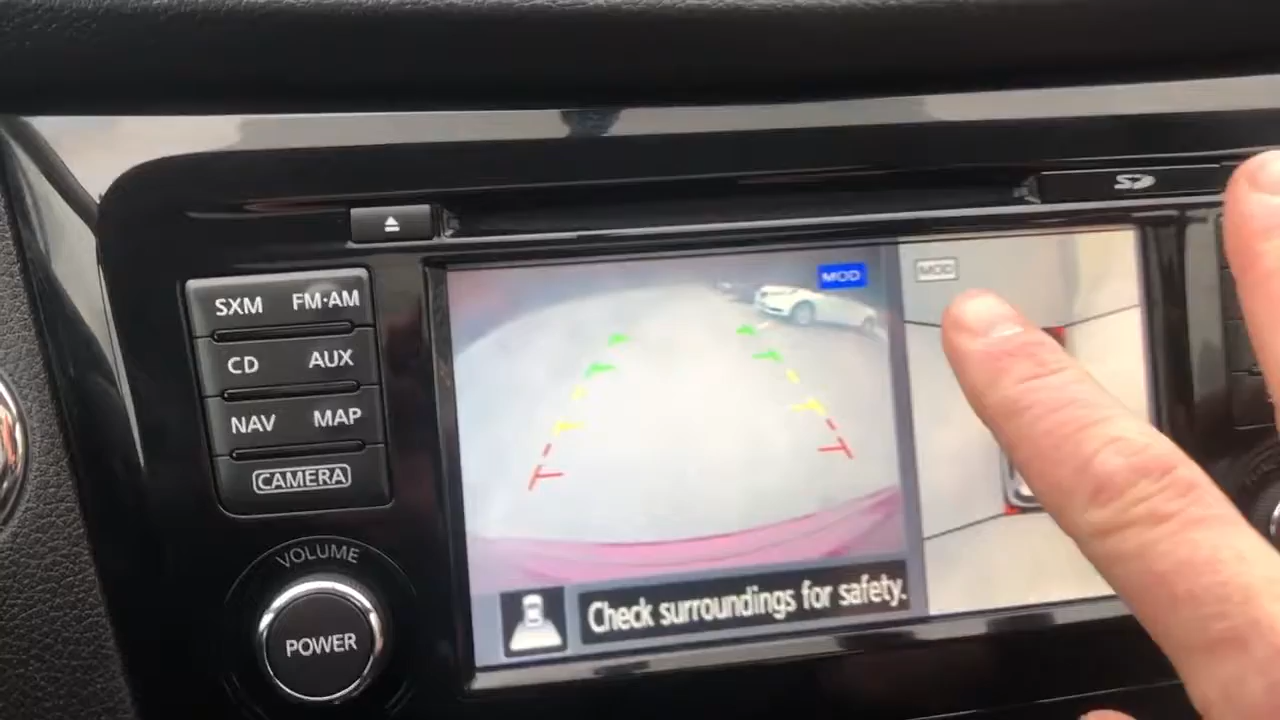 SD
SXM FM·AM
CD AUX
NAV MAP
CAMERA
VOLUME
POWER
MOD
MOD
Check surroundings for safety.